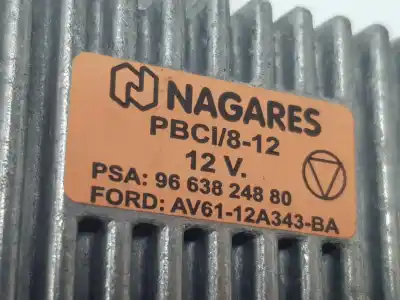 NAGARES
PBCI/8-12
12 V.
PSA: 96 638 248 80
FORD: AV61-12A343-BA